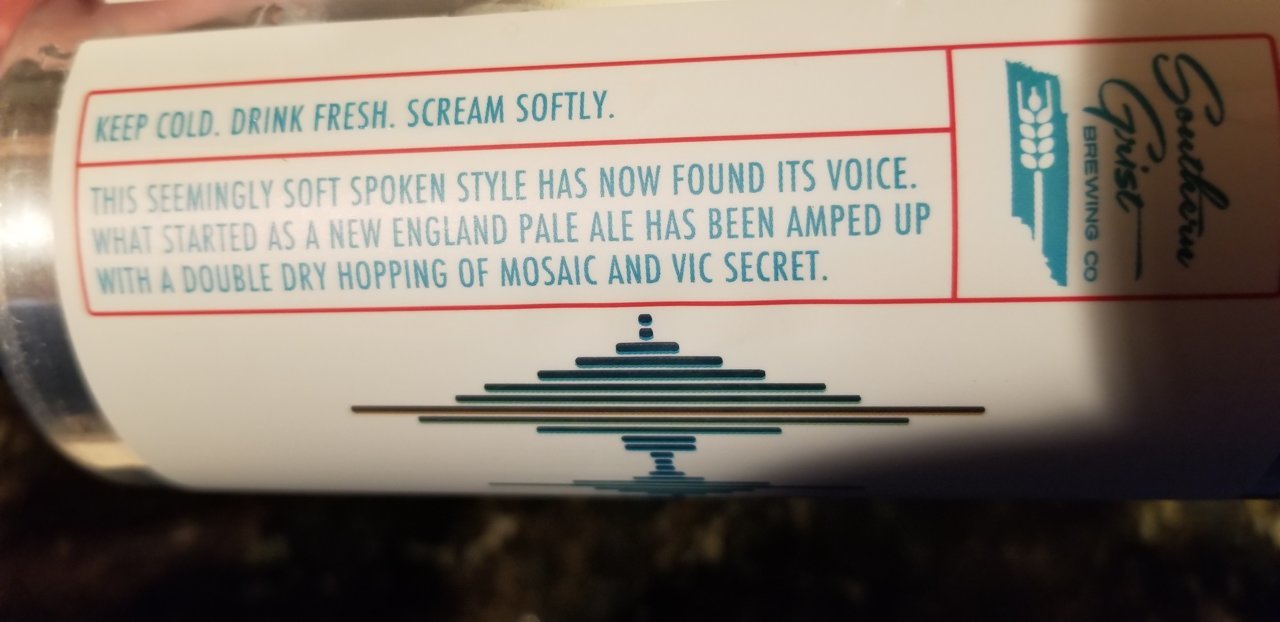 KEEP COLD. DRINK FRESH. SCREAM SOFTLY.
THIS SEEMINGLY SOFT SPOKEN STYLE HAS NOW FOUND ITS VOICE.
WHAT STARTED AS A NEW ENGLAND PALE ALE HAS BEEN AMPED UP
WITH A DOUBLE DRY HOPPING OF MOSAIC AND VIC SECRET.
Southern
Grist
BREWING CO